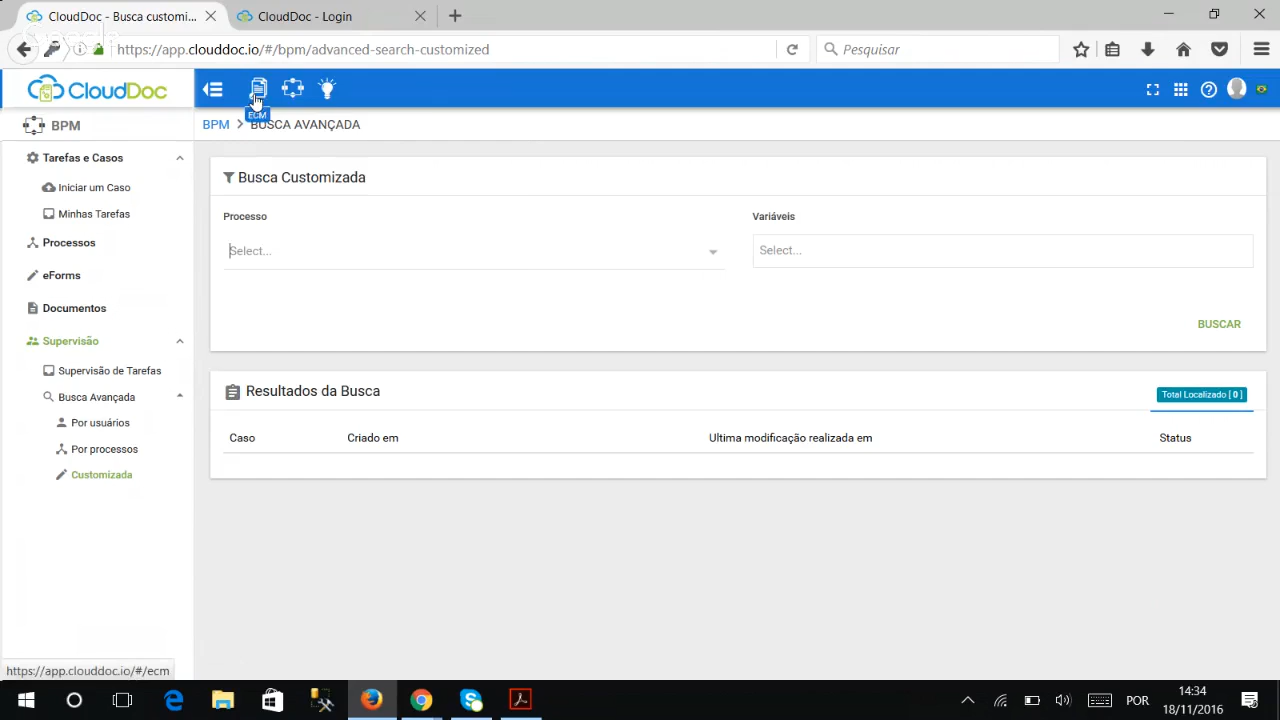 CloudDoc - Busca customi...
CloudDoc - Login
https://app.clouddoc.io/#/bpm/advanced-search-customized
Pesquisar
CloudDoc
ECM
BPM
BPM > BUSCA AVANÇADA
Tarefas e Casos
Iniciar um Caso
Minhas Tarefas
Processos
eForms
Documentos
Supervisão
Supervisão de Tarefas
Busca Avançada
Por usuários
Por processos
Customizada
Busca Customizada
Processo
Variáveis
Select...
Select...
BUSCAR
Resultados da Busca
Total Localizado [ 0 ]
Caso
Criado em
Ultima modificação realizada em
Status
https://app.clouddoc.io/#/ecm
POR
14:34
18/11/2016